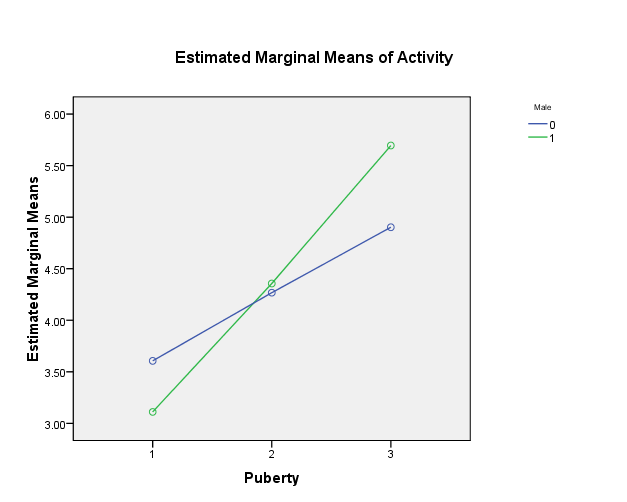 Estimated Marginal Means of Activity
Male
0
1
Estimated Marginal Means
6.00
5.50
5.00
4.50
4.00
3.50
3.00
1 2 3
Puberty